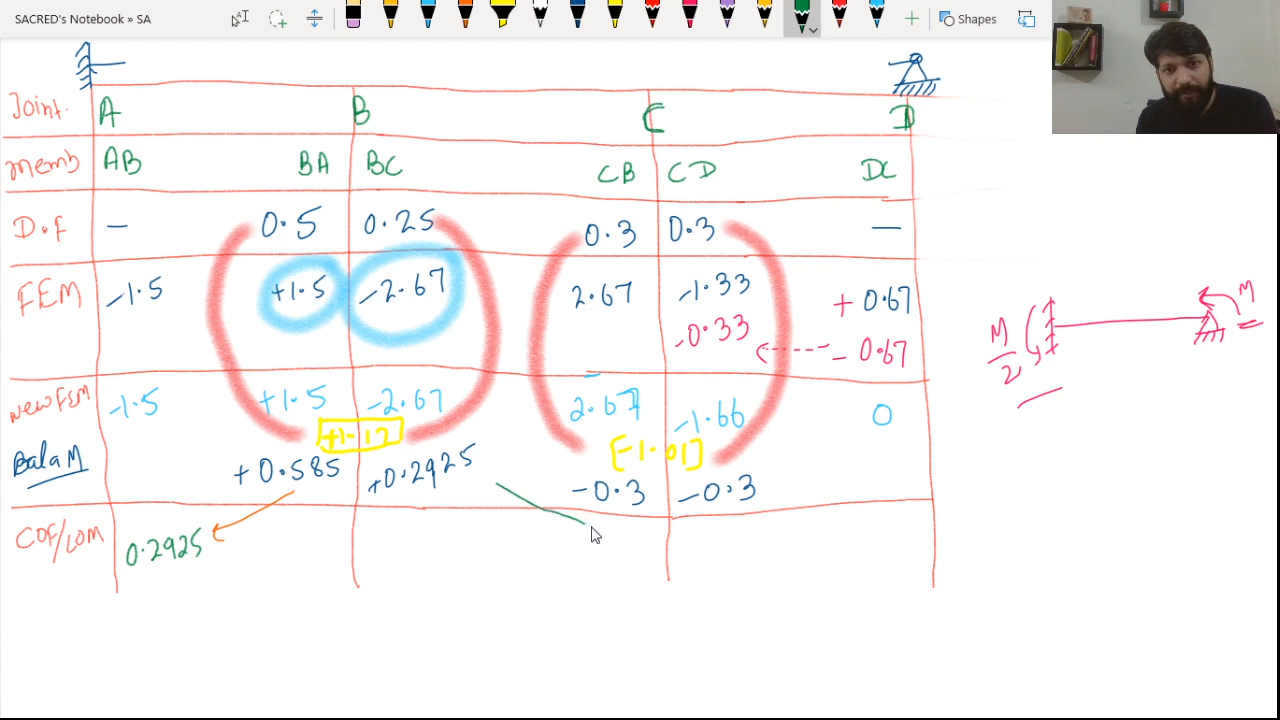 SACRED's Notebook » SA
Shapes
Joint. A B C D
Memb AB BA BC CB CD DC
D.f — 0.5 0.25 0.3 0.3 —
FEM -1.5 +1.5 -2.67 2.67 -1.33 + 0.67
-0.33 - 0.67
M
M/2
New FEM -1.5 +1.5 -2.67 2.67 -1.66 0
+1.17 [-1.01]
Bala M + 0.585 +0.2925 -0.3 -0.3
COF/COM 0.2925